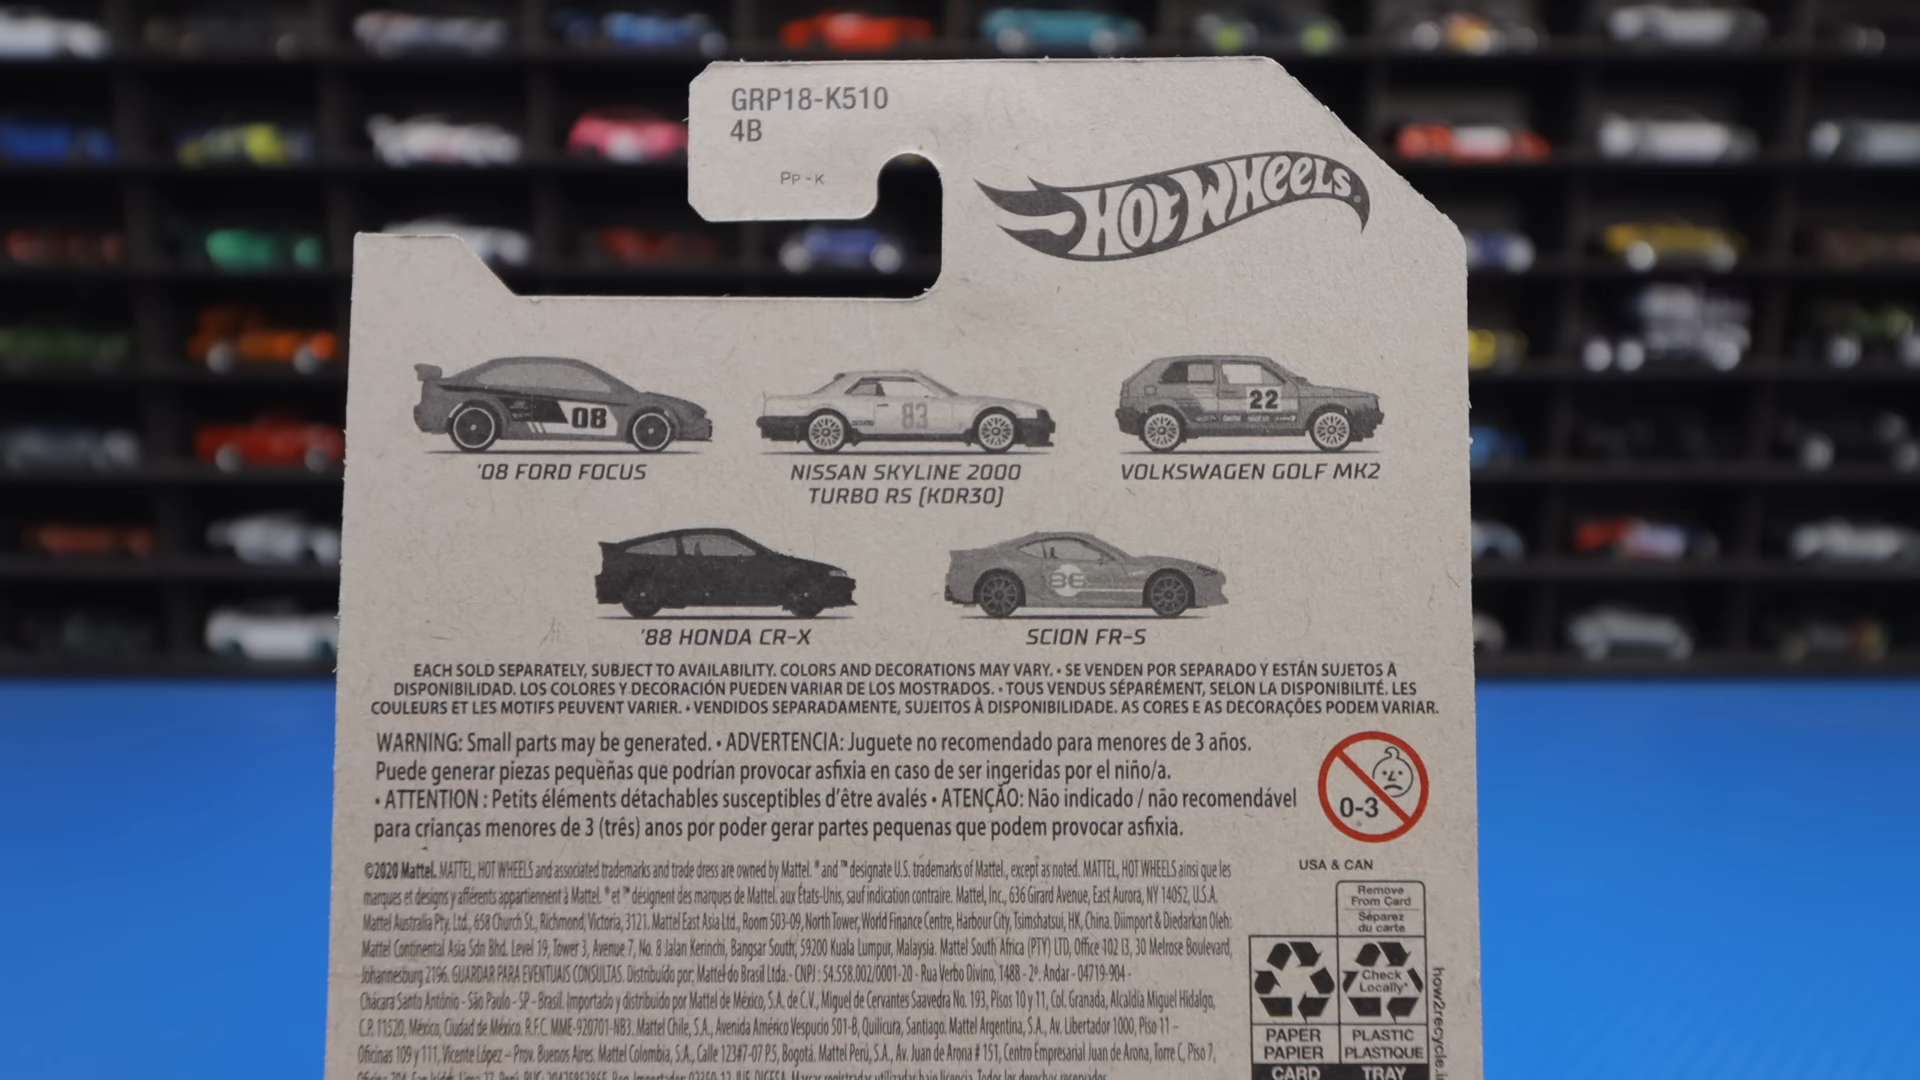 GRP18-K510
4B
PP-K
HOT WHEELS
08
83
22
'08 FORD FOCUS
NISSAN SKYLINE 2000
TURBO RS (KDR30)
VOLKSWAGEN GOLF MK2
86
'88 HONDA CR-X
SCION FR-S
EACH SOLD SEPARATELY, SUBJECT TO AVAILABILITY. COLORS AND DECORATIONS MAY VARY. • SE VENDEN POR SEPARADO Y ESTÁN SUJETOS A
DISPONIBILIDAD. LOS COLORES Y DECORACIÓN PUEDEN VARIAR DE LOS MOSTRADOS. • TOUS VENDUS SÉPARÉMENT, SELON LA DISPONIBILITÉ. LES
COULEURS ET LES MOTIFS PEUVENT VARIER. • VENDIDOS SEPARADAMENTE, SUJEITOS À DISPONIBILIDADE. AS CORES E AS DECORAÇÕES PODEM VARIAR.
WARNING: Small parts may be generated. • ADVERTENCIA: Juguete no recomendado para menores de 3 años.
Puede generar piezas pequeñas que podrían provocar asfixia en caso de ser ingeridas por el niño/a.
• ATTENTION : Petits éléments détachables susceptibles d'être avalés • ATENÇÃO: Não indicado / não recomendável
para crianças menores de 3 (três) anos por poder gerar partes pequenas que podem provocar asfixia.
0-3
©2020 Mattel. MATTEL, HOT WHEELS and associated trademarks and trade dress are owned by Mattel. ® and ™ designate U.S. trademarks of Mattel., except as noted. MATTEL, HOT WHEELS ainsi que les
marques et designs y afférents appartiennent à Mattel. ® et ™ désignent des marques de Mattel. aux États-Unis, sauf indication contraire. Mattel, Inc., 636 Girard Avenue, East Aurora, NY 14052, U.S.A.
Mattel Australia Pty. Ltd., 658 Church St., Richmond, Victoria, 3121. Mattel East Asia Ltd., Room 503-09, North Tower, World Finance Centre, Harbour City, Tsimshatsui, HK, China. Diimport & Diedarkan Oleh:
Mattel Continental Asia Sdn Bhd. Level 19, Tower 3, Avenue 7, No. 8 Jalan Kerinchi, Bangsar South, 59200 Kuala Lumpur, Malaysia. Mattel South Africa (PTY) LTD, Office 102 I3, 30 Melrose Boulevard,
Johannesburg 2196. GUARDAR PARA EVENTUAIS CONSULTAS. Distribuído por: Mattel do Brasil Ltda.- CNPJ : 54.558.002/0001-20 - Rua Verbo Divino, 1488 - 2º. Andar - 04719-904 -
Chácara Santo Antônio - São Paulo - SP - Brasil. Importado y distribuido por Mattel de México, S.A. de C.V., Miguel de Cervantes Saavedra No. 193, Pisos 10 y 11, Col. Granada, Alcaldía Miguel Hidalgo,
C.P. 11520, México, Ciudad de México. R.F.C. MME-920701-NB3. Mattel Chile, S.A., Avenida Américo Vespucio 501-B, Quilicura, Santiago. Mattel Argentina, S.A., Av. Libertador 1000, Piso 11 –
Oficinas 109 y 111, Vicente López – Prov. Buenos Aires. Mattel Colombia, S.A., Calle 123#7-07 P.5, Bogotá. Mattel Perú, S.A., Av. Juan de Arona # 151, Centro Empresarial Juan de Arona, Torre C, Piso 7,
USA & CAN
Remove
From Card
Séparez
du carte
Check
Locally*
PAPER
PAPIER
PLASTIC
PLASTIQUE
CARD
TRAY
how2recycle.i